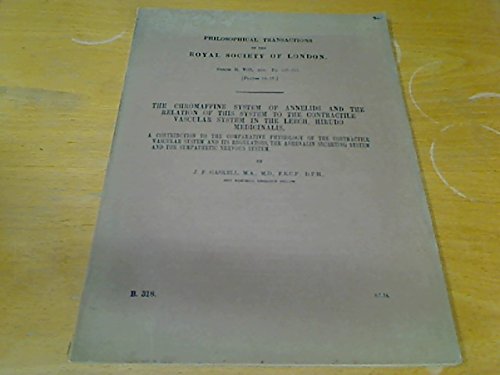 PHILOSOPHICAL TRANSACTIONS
OF THE
ROYAL SOCIETY OF LONDON.
SERIES B, VOL.
THE CHROMAFFINE SYSTEM OF ANNELIDS AND THE
RELATION OF THIS SYSTEM TO THE CONTRACTILE
VASCULAR SYSTEM IN THE LEECH, HIRUDO
MEDICINALIS.
A CONTRIBUTION TO THE COMPARATIVE PHYSIOLOGY OF THE CONTRACTILE
VASCULAR SYSTEM AND ITS REGULATORS, THE ADRENALIN SECRETING SYSTEM
AND THE SYMPATHETIC NERVOUS SYSTEM
BY
J. F. GASKELL, M.A., M.D., F.R.C.P., D.P.H.,
B. 318.